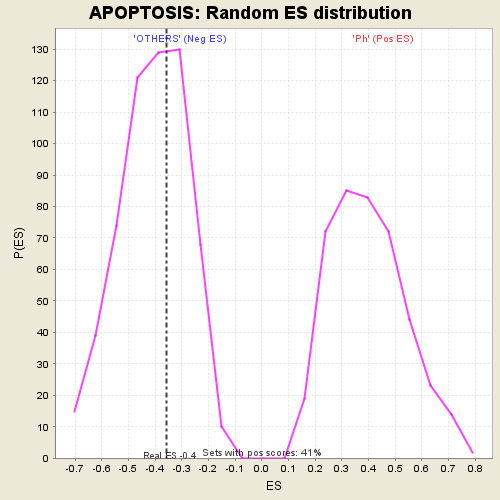 APOPTOSIS: Random ES distribution
'OTHERS' (Neg ES)
'Ph' (Pos ES)
130
120
110
100
90
80
70
60
50
40
30
20
10
0
P(ES)
Real ES -0.4
Sets with pos scores: 41%
-0.7 -0.6 -0.5 -0.4 -0.3 -0.2 -0.1 0.0 0.1 0.2 0.3 0.4 0.5 0.6 0.7 0.8
ES